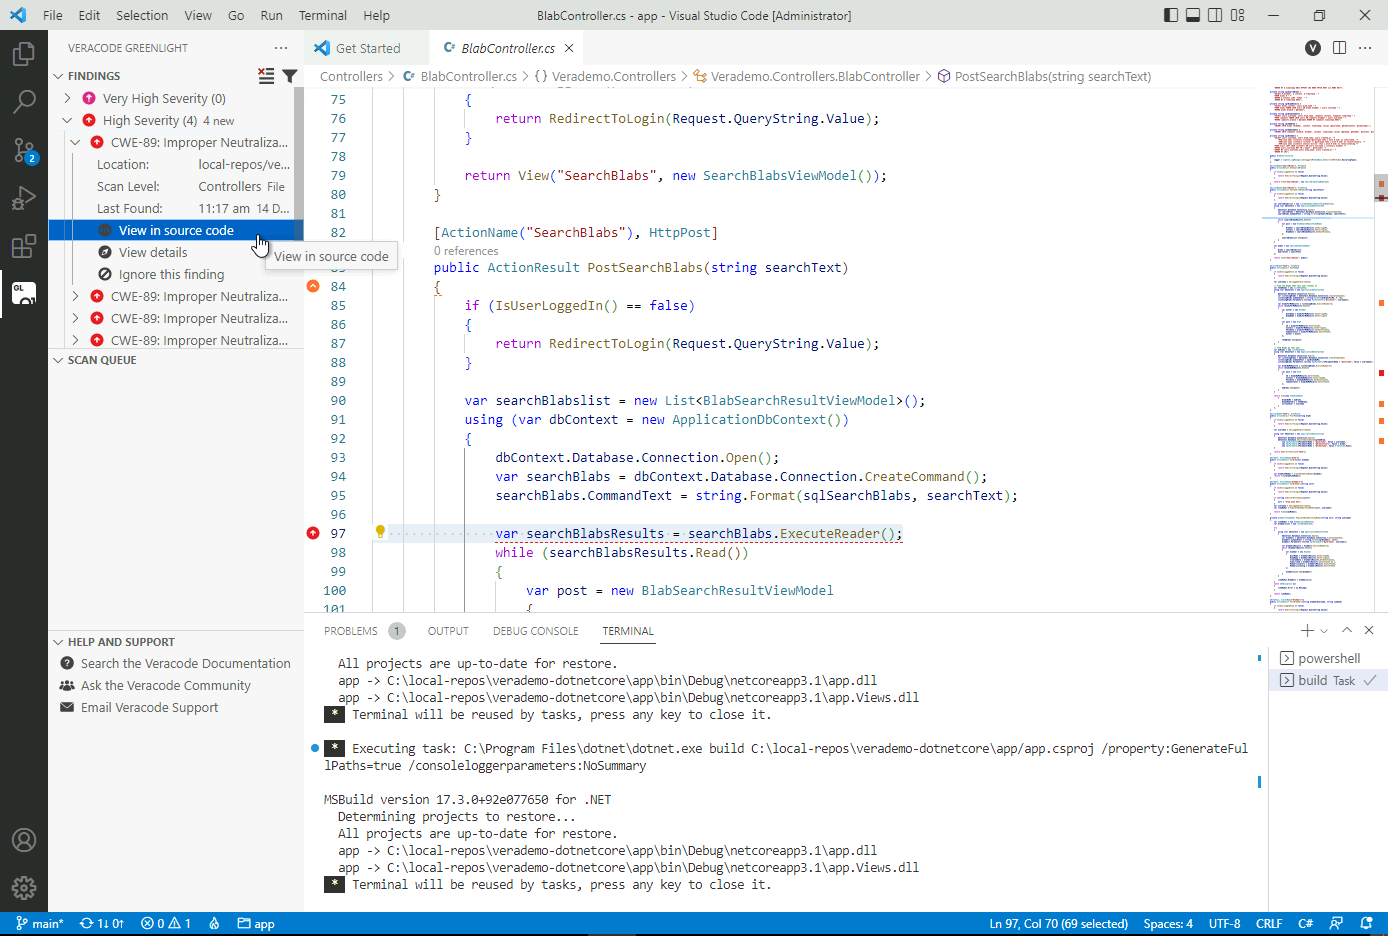 File Edit Selection View Go Run Terminal Help
BlabController.cs - app - Visual Studio Code [Administrator]
VERACODE GREENLIGHT ···
FINDINGS
Very High Severity (0)
High Severity (4) 4 new
CWE-89: Improper Neutraliza...
Location: local-repos/ve...
Scan Level: Controllers File
Last Found: 11:17 am 14 D...
View in source code
View in source code
View details
Ignore this finding
CWE-89: Improper Neutraliza...
CWE-89: Improper Neutraliza...
CWE-89: Improper Neutraliza...
SCAN QUEUE
HELP AND SUPPORT
Search the Veracode Documentation
Ask the Veracode Community
Email Veracode Support
2
GL
Get Started
C# BlabController.cs
V
Controllers > C# BlabController.cs > {} Verademo.Controllers > Verademo.Controllers.BlabController > PostSearchBlabs(string searchText)
75 {
76 return RedirectToLogin(Request.QueryString.Value);
77 }
78
79 return View("SearchBlabs", new SearchBlabsViewModel());
80 }
81
82 [ActionName("SearchBlabs"), HttpPost]
0 references
83 public ActionResult PostSearchBlabs(string searchText)
84 {
85 if (IsUserLoggedIn() == false)
86 {
87 return RedirectToLogin(Request.QueryString.Value);
88 }
89
90 var searchBlabslist = new List<BlabSearchResultViewModel>();
91 using (var dbContext = new ApplicationDbContext())
92 {
93 dbContext.Database.Connection.Open();
94 var searchBlabs = dbContext.Database.Connection.CreateCommand();
95 searchBlabs.CommandText = string.Format(sqlSearchBlabs, searchText);
96
97 var searchBlabsResults = searchBlabs.ExecuteReader();
98 while (searchBlabsResults.Read())
99 {
100 var post = new BlabSearchResultViewModel
101 {
PROBLEMS 1 OUTPUT DEBUG CONSOLE TERMINAL
All projects are up-to-date for restore.
app -> C:\local-repos\verademo-dotnetcore\app\bin\Debug\netcoreapp3.1\app.dll
app -> C:\local-repos\verademo-dotnetcore\app\bin\Debug\netcoreapp3.1\app.Views.dll
* Terminal will be reused by tasks, press any key to close it.
* Executing task: C:\Program Files\dotnet\dotnet.exe build C:\local-repos\verademo-dotnetcore\app/app.csproj /property:GenerateFul
lPaths=true /consoleloggerparameters:NoSummary
MSBuild version 17.3.0+92e077650 for .NET
Determining projects to restore...
All projects are up-to-date for restore.
app -> C:\local-repos\verademo-dotnetcore\app\bin\Debug\netcoreapp3.1\app.dll
app -> C:\local-repos\verademo-dotnetcore\app\bin\Debug\netcoreapp3.1\app.Views.dll
* Terminal will be reused by tasks, press any key to close it.
powershell
build Task
main* 1↓ 0↑ 0 1 app
Ln 97, Col 70 (69 selected) Spaces: 4 UTF-8 CRLF C#